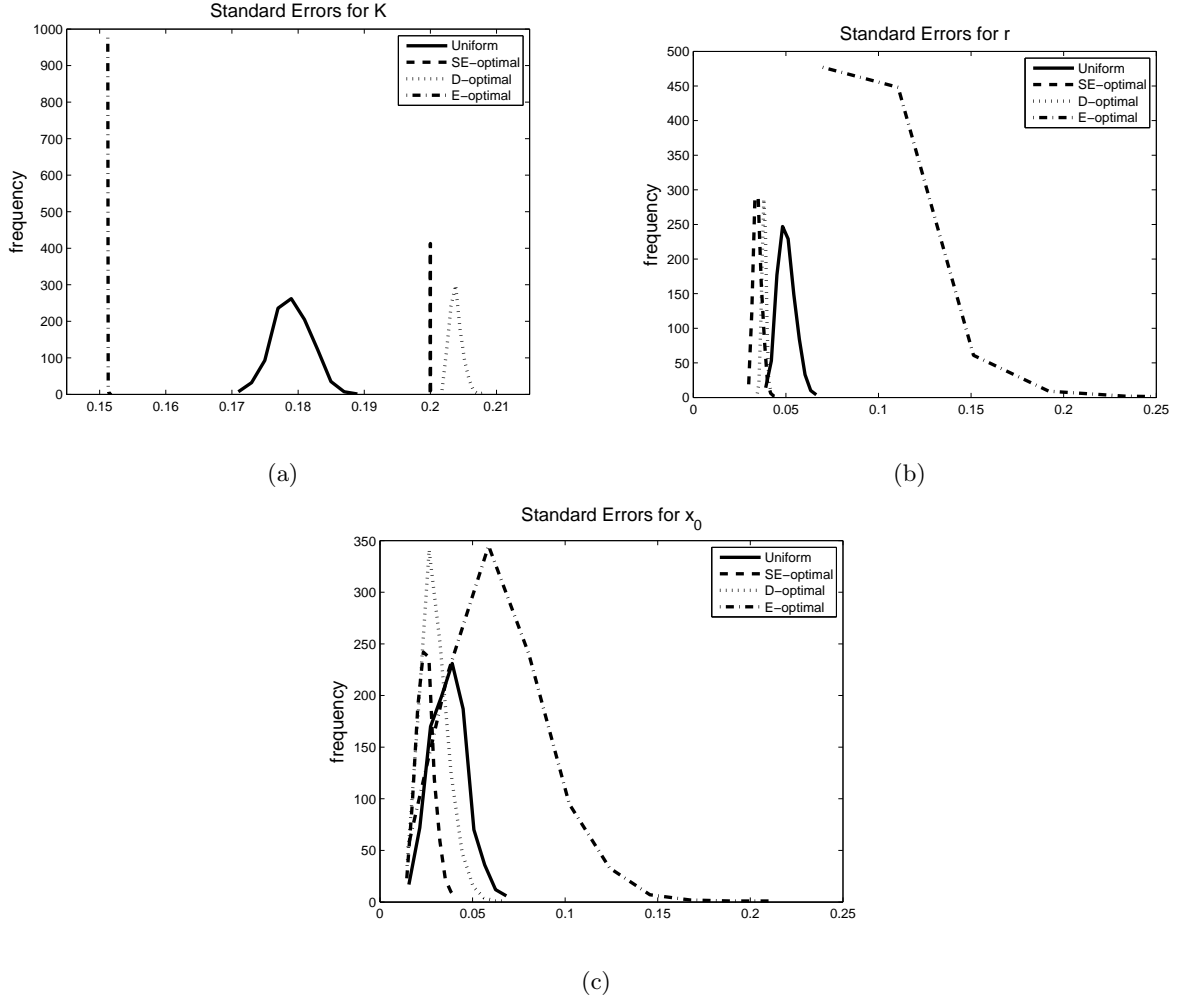 Standard Errors for K
1000
900
800
700
600
500
400
300
200
100
0
frequency
0.15
0.16
0.17
0.18
0.19
0.2
0.21
Uniform
SE-optimal
D-optimal
E-optimal
(a)
Standard Errors for r
500
450
400
350
300
250
200
150
100
50
0
frequency
0
0.05
0.1
0.15
0.2
0.25
Uniform
SE-optimal
D-optimal
E-optimal
(b)
Standard Errors for x0
350
300
250
200
150
100
50
0
frequency
0
0.05
0.1
0.15
0.2
0.25
Uniform
SE-optimal
D-optimal
E-optimal
(c)